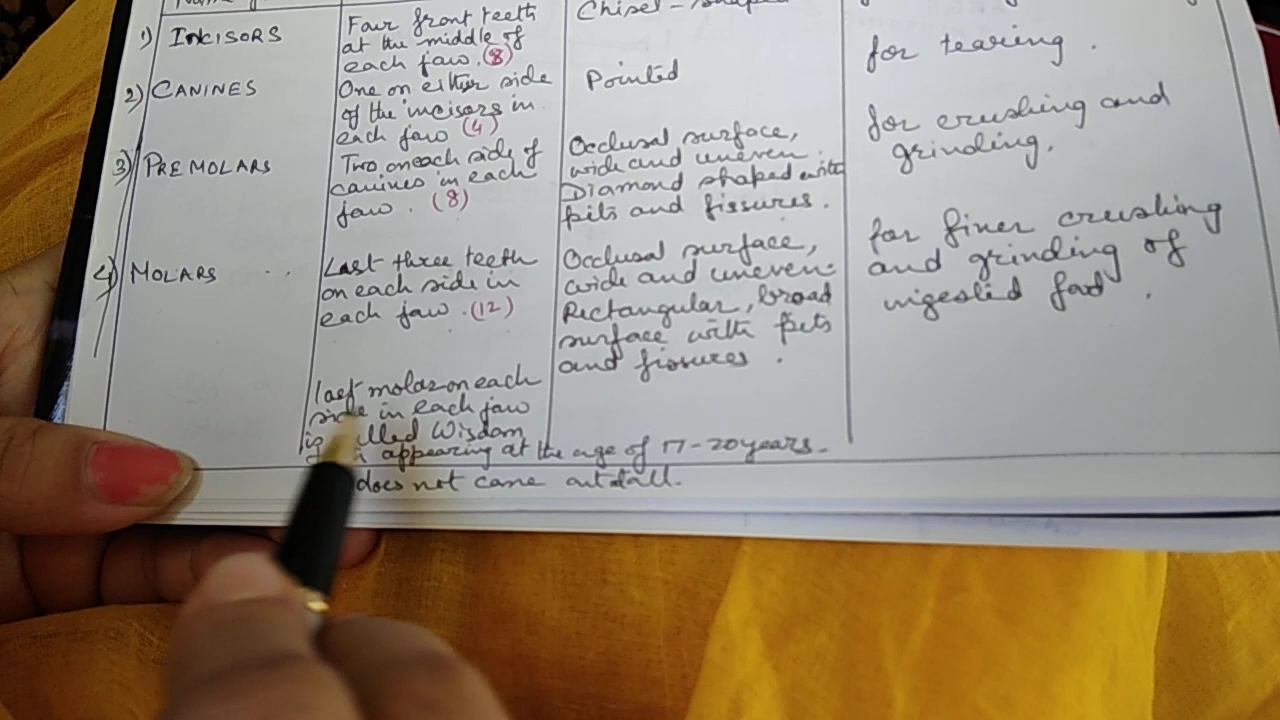 1) INCISORS
Four front teeth
at the middle of
each jaw. (8)
Chisel - shaped
2) CANINES
One on either side
of the incisors in
each jaw (4)
Pointed
for tearing .
3) PREMOLARS
Two on each side of
canines in each
jaw . (8)
Occlusal surface,
wide and uneven .
Diamond shaped with
pits and fissures .
for crushing and
grinding.
4) MOLARS
Last three teeth
on each side in
each jaw . (12)
Occlusal surface,
wide and uneven.
Rectangular, broad
surface with pits
and fissures .
for finer crushing
and grinding of
ingested food .
last molar on each
side in each jaw
is called Wisdom
appearing at the age of 17-20 years.
does not come out at all.